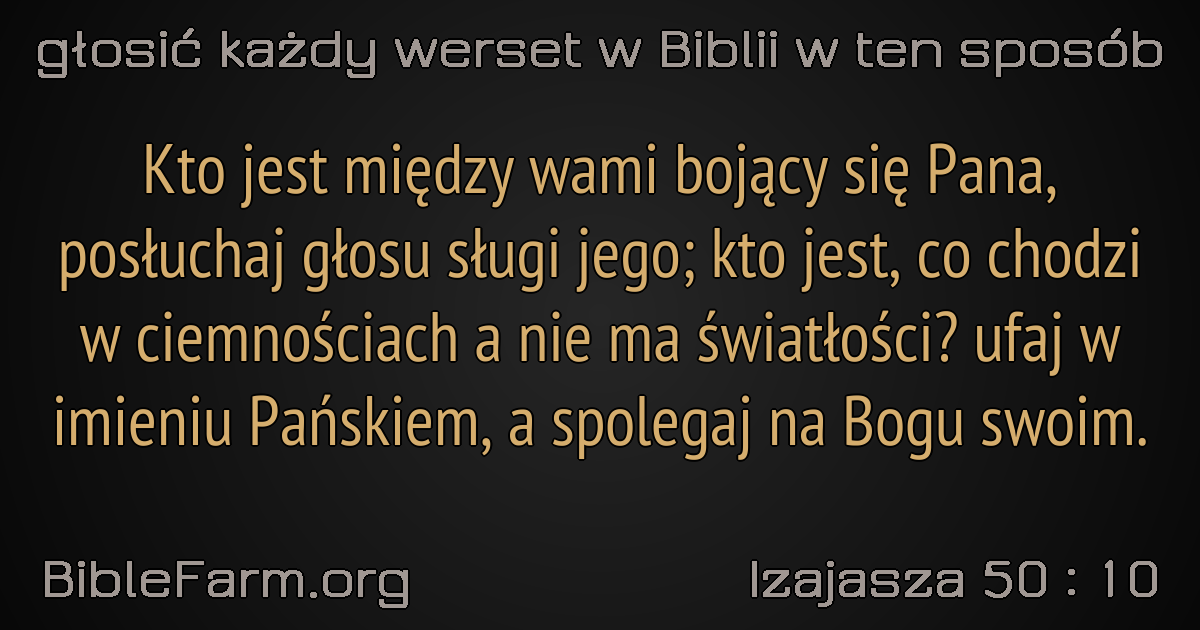 głosić każdy werset w Biblii w ten sposób
Kto jest między wami bojący się Pana,
posłuchaj głosu sługi jego; kto jest, co chodzi
w ciemnościach a nie ma światłości? ufaj w
imieniu Pańskiem, a spolegaj na Bogu swoim.
BibleFarm.org
Izajasza 50 : 10